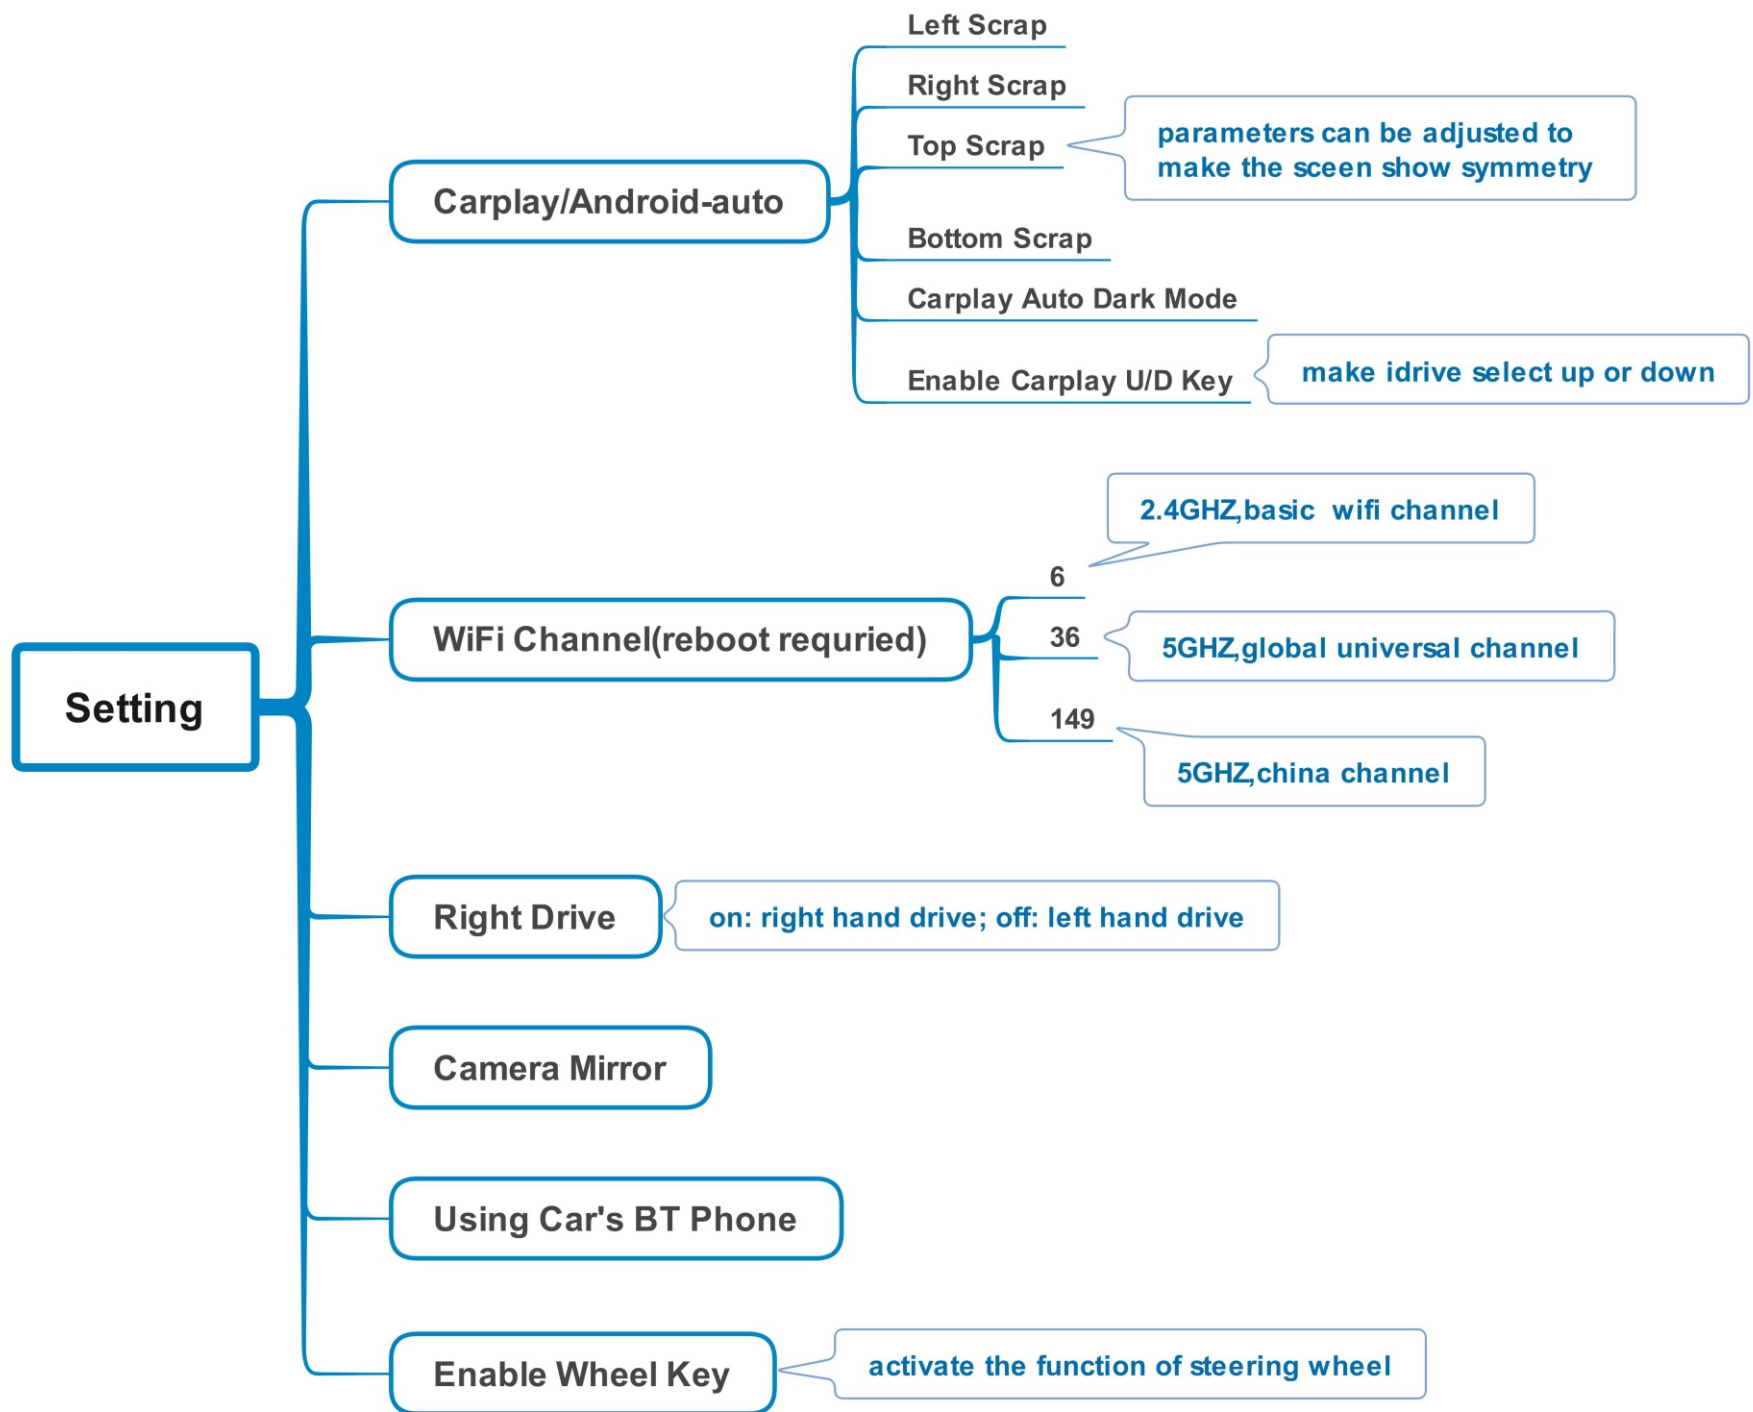 Left Scrap
Right Scrap
Top Scrap
parameters can be adjusted to
make the sceen show symmetry
Carplay/Android-auto
Bottom Scrap
Carplay Auto Dark Mode
Enable Carplay U/D Key
make idrive select up or down
2.4GHZ,basic wifi channel
6
WiFi Channel(reboot requried)
36
5GHZ,global universal channel
149
5GHZ,china channel
Setting
Right Drive
on: right hand drive; off: left hand drive
Camera Mirror
Using Car's BT Phone
Enable Wheel Key
activate the function of steering wheel